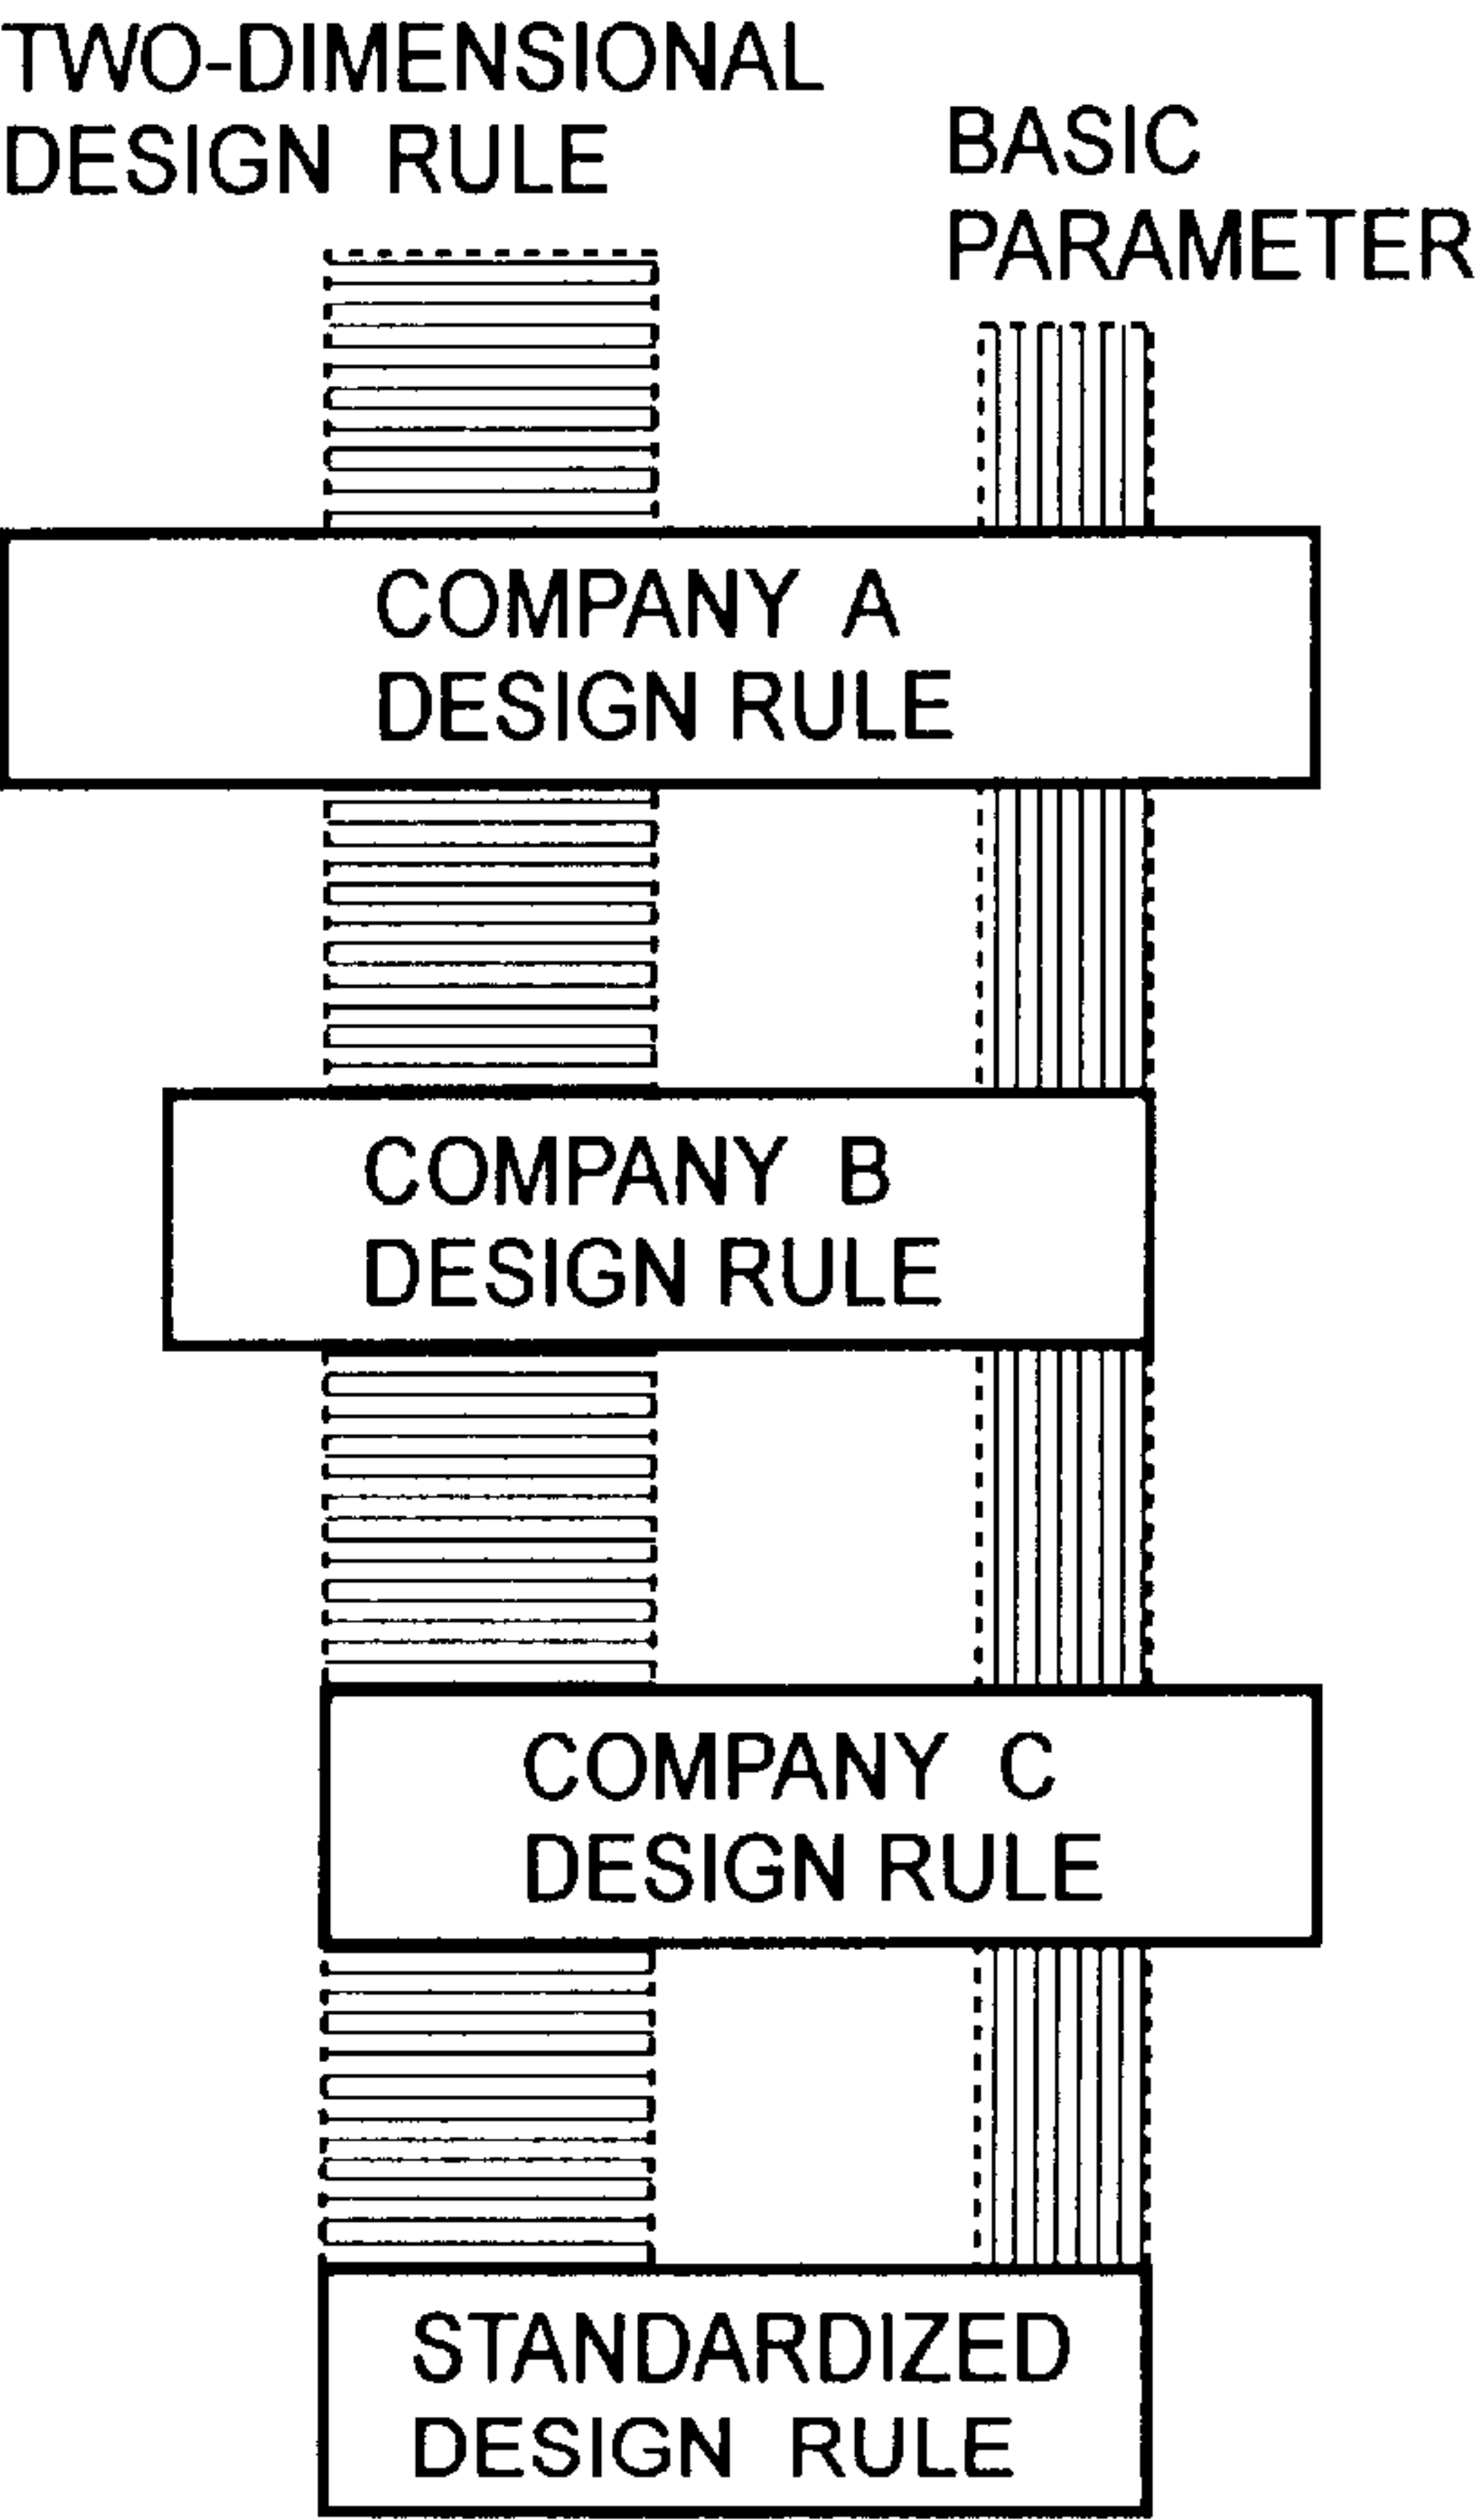 TWO-DIMENSIONAL
DESIGN RULE
BASIC
PARAMETER
COMPANY A
DESIGN RULE
COMPANY B
DESIGN RULE
COMPANY C
DESIGN RULE
STANDARDIZED
DESIGN RULE